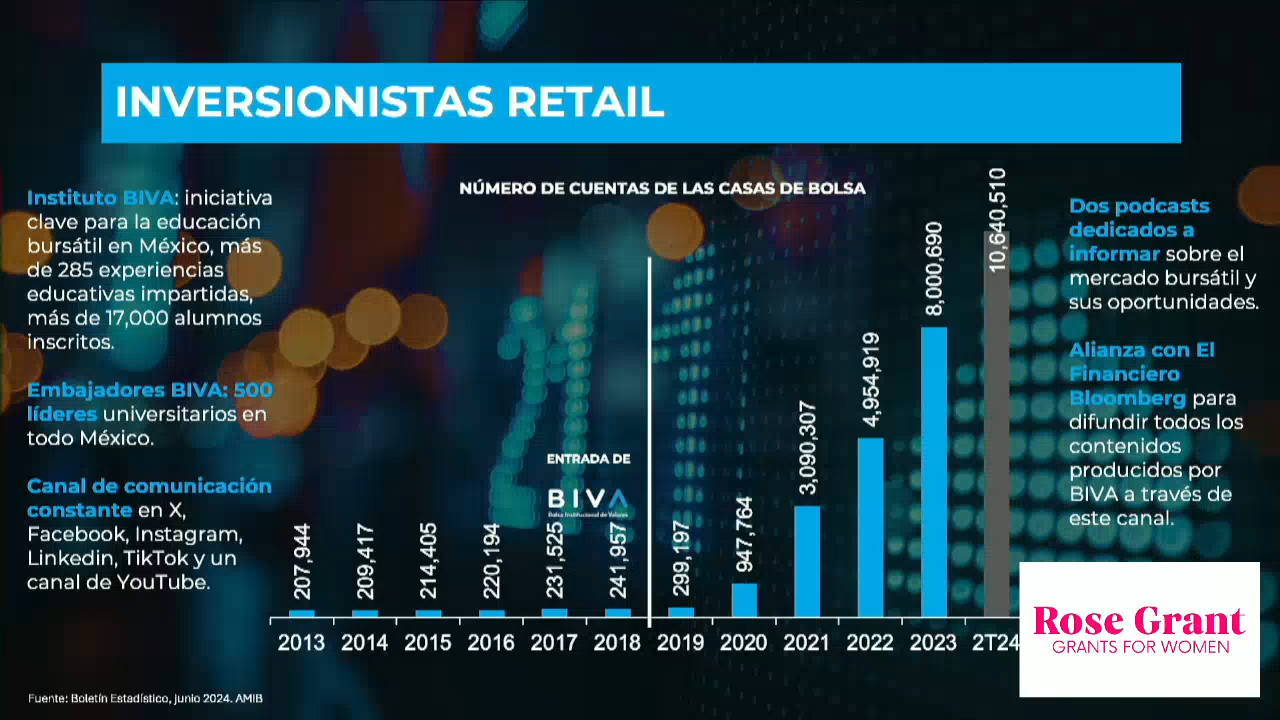 INVERSIONISTAS RETAIL
Instituto BIVA: iniciativa
clave para la educación
bursátil en México, más
de 285 experiencias
educativas impartidas,
más de 17,000 alumnos
inscritos.
Embajadores BIVA: 500
líderes universitarios en
todo México.
Canal de comunicación
constante en X,
Facebook, Instagram,
Linkedin, TikTok y un
canal de YouTube.
NÚMERO DE CUENTAS DE LAS CASAS DE BOLSA
ENTRADA DE
BIVA
Bolsa Institucional de Valores
207,944
209,417
214,405
220,194
231,525
241,957
299,197
947,764
3,090,307
4,954,919
8,000,690
10,640,510
2013 2014 2015 2016 2017 2018 2019 2020 2021 2022 2023 2T24
Dos podcasts
dedicados a
informar sobre el
mercado bursátil y
sus oportunidades.
Alianza con El
Financiero
Bloomberg para
difundir todos los
contenidos
producidos por
BIVA a través de
este canal.
Rose Grant
GRANTS FOR WOMEN
Fuente: Boletín Estadístico, junio 2024. AMIB